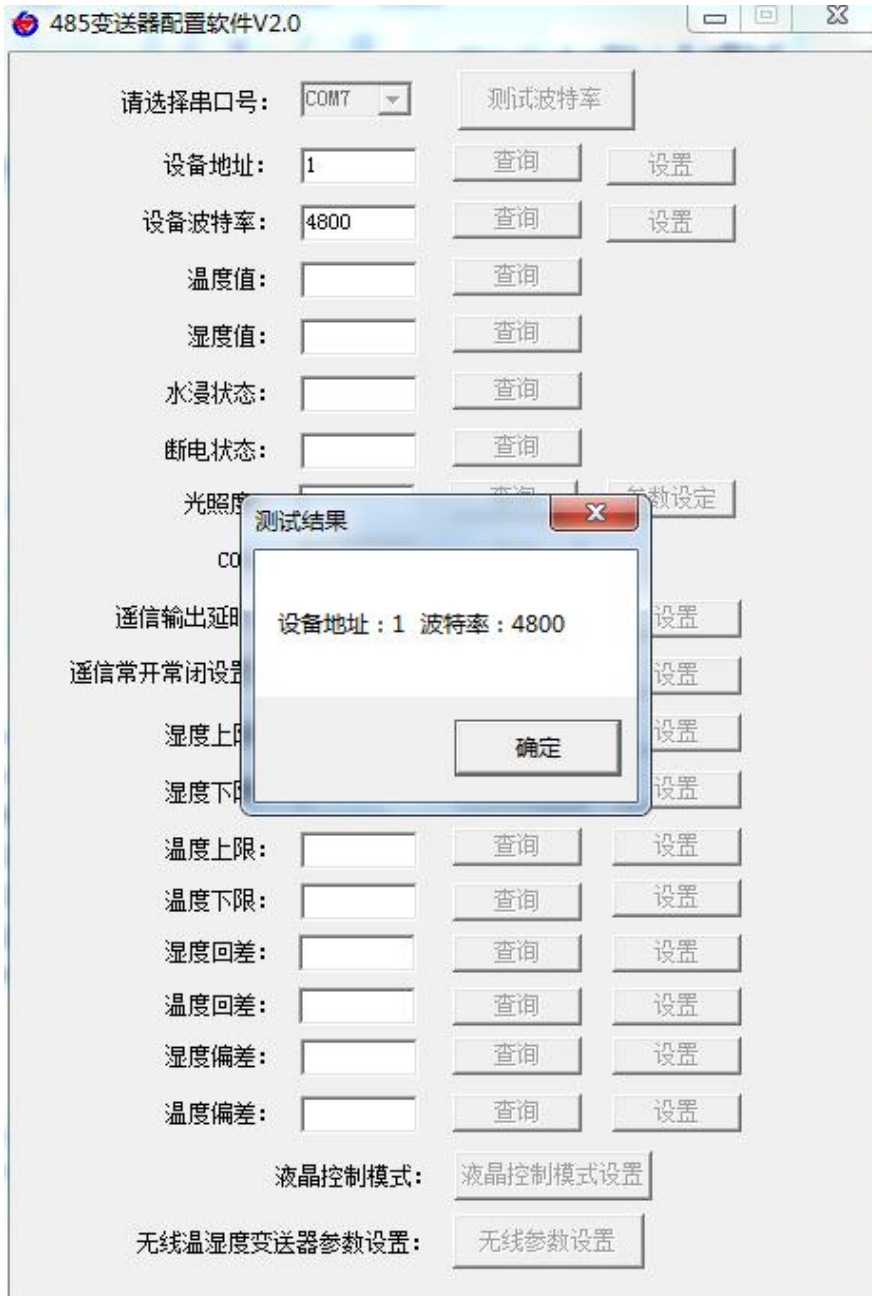 485变送器配置软件V2.0
请选择串口号： COM7 测试波特率
设备地址： 1 查询 设置
设备波特率： 4800 查询 设置
温度值： 查询
湿度值： 查询
水浸状态： 查询
断电状态： 查询
光照度 查询 参数设定
测试结果
CO
设备地址：1 波特率：4800
遥信输出延时 设置
遥信常开常闭设置 设置
湿度上限 设置
确定
湿度下限 设置
温度上限： 查询 设置
温度下限： 查询 设置
湿度回差： 查询 设置
温度回差： 查询 设置
湿度偏差： 查询 设置
温度偏差： 查询 设置
液晶控制模式： 液晶控制模式设置
无线温湿度变送器参数设置： 无线参数设置